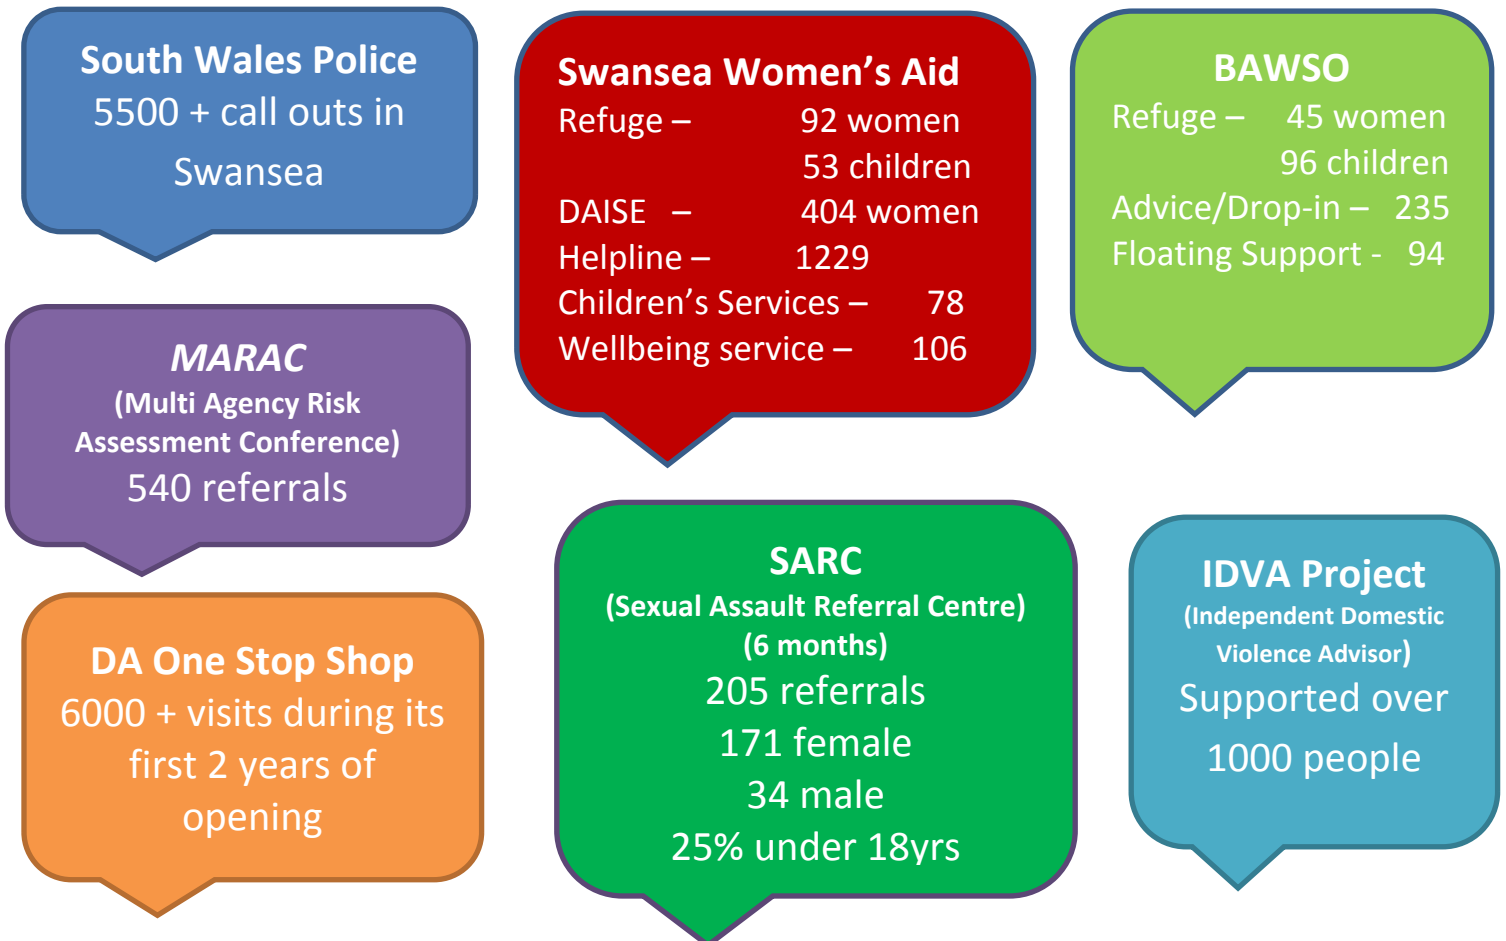 South Wales Police
5500 + call outs in
Swansea
Swansea Women’s Aid
Refuge – 92 women
53 children
DAISE – 404 women
Helpline – 1229
Children’s Services – 78
Wellbeing service – 106
BAWSO
Refuge – 45 women
96 children
Advice/Drop-in – 235
Floating Support - 94
MARAC
(Multi Agency Risk
Assessment Conference)
540 referrals
SARC
(Sexual Assault Referral Centre)
(6 months)
205 referrals
171 female
34 male
25% under 18yrs
IDVA Project
(Independent Domestic
Violence Advisor)
Supported over
1000 people
DA One Stop Shop
6000 + visits during its
first 2 years of
opening